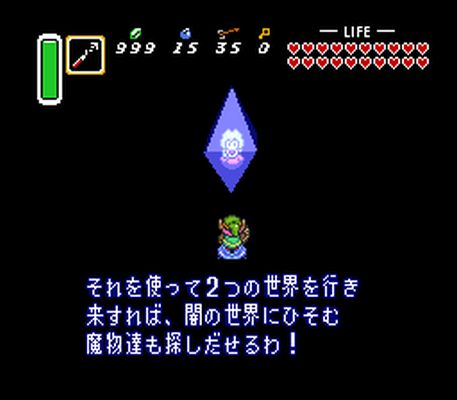 — LIFE —
999 15 35 0
それを使って2つの世界を行き
来すれば、闇の世界にひそむ
魔物達も探しだせるわ！